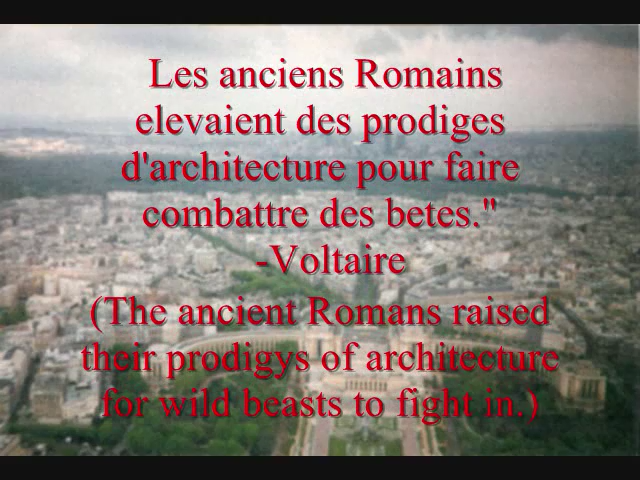 Les anciens Romains
elevaient des prodiges
d'architecture pour faire
combattre des betes."
-Voltaire
(The ancient Romans raised
their prodigys of architecture
for wild beasts to fight in.)